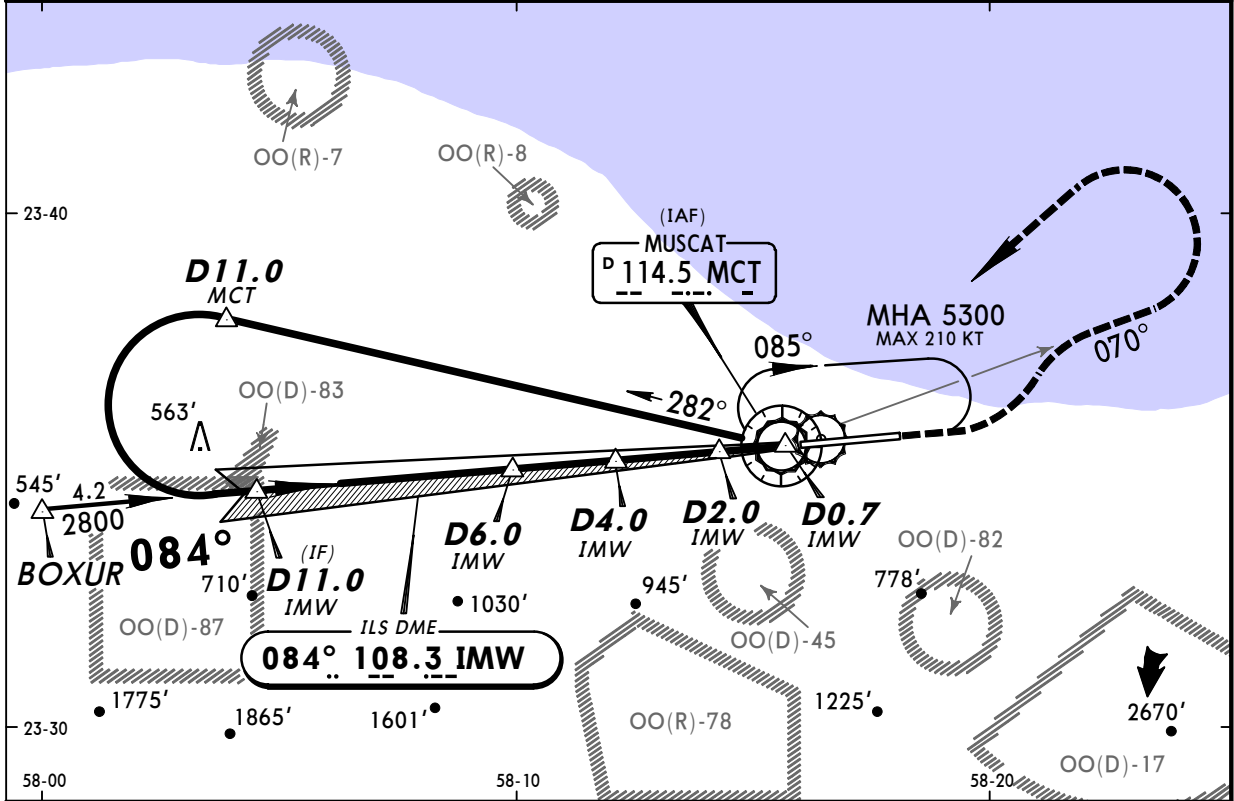 OO(R)-7
OO(R)-8
23-40
(IAF)
MUSCAT
D 114.5 MCT
D11.0
MCT
MHA 5300
MAX 210 KT
085°
070°
282°
OO(D)-83
563'
545'
4.2
2800
BOXUR
084°
710'
(IF)
D11.0
IMW
D6.0
IMW
D4.0
IMW
D2.0
IMW
D0.7
IMW
OO(D)-82
778'
945'
1030'
OO(D)-87
ILS DME
084° 108.3 IMW
OO(D)-45
1775'
1865'
1601'
OO(R)-78
1225'
2670'
OO(D)-17
23-30
58-00
58-10
58-20